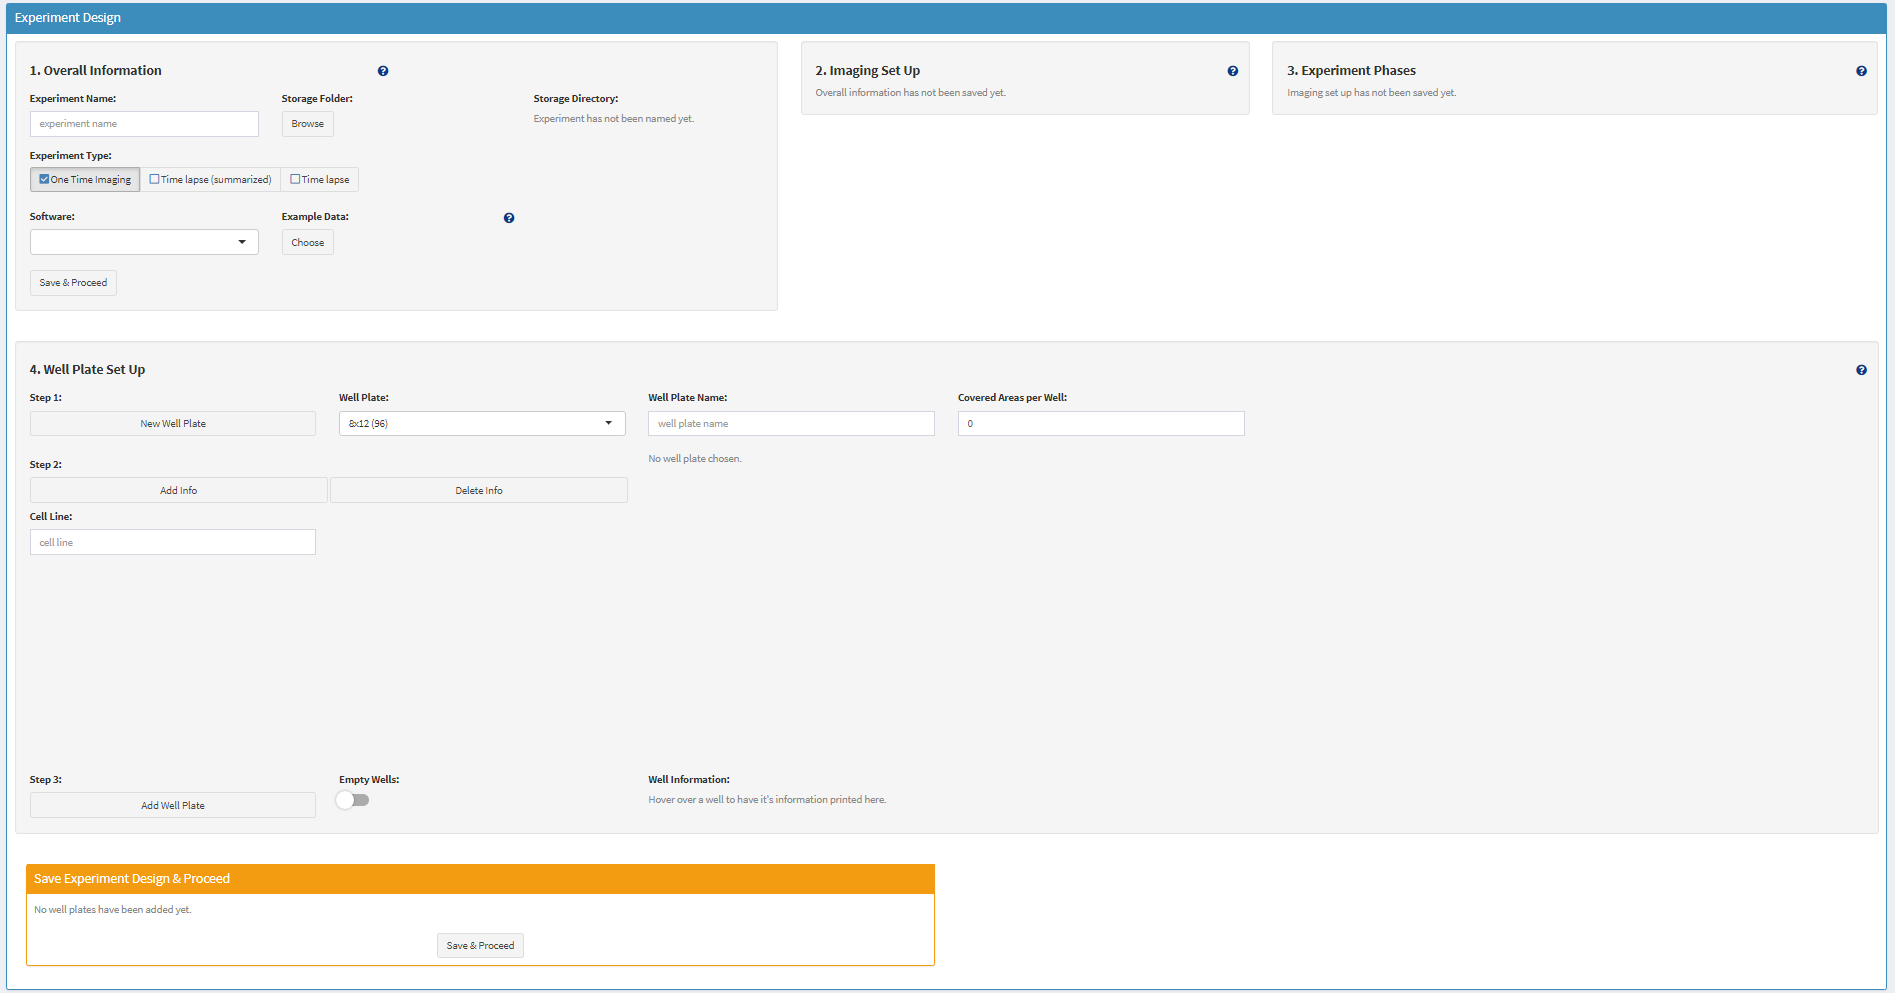 Experiment Design
1. Overall Information
Experiment Name:
experiment name
Storage Folder:
Browse
Storage Directory:
Experiment has not been named yet.
Experiment Type:
One Time Imaging
Time lapse (summarized)
Time lapse
Software:
Example Data:
Choose
Save & Proceed
2. Imaging Set Up
Overall information has not been saved yet.
3. Experiment Phases
Imaging set up has not been saved yet.
4. Well Plate Set Up
Step 1:
New Well Plate
Well Plate:
8x12 (96)
Well Plate Name:
well plate name
Covered Areas per Well:
0
No well plate chosen.
Step 2:
Add Info
Delete Info
Cell Line:
cell line
Step 3:
Add Well Plate
Empty Wells:
Well Information:
Hover over a well to have it's information printed here.
Save Experiment Design & Proceed
No well plates have been added yet.
Save & Proceed